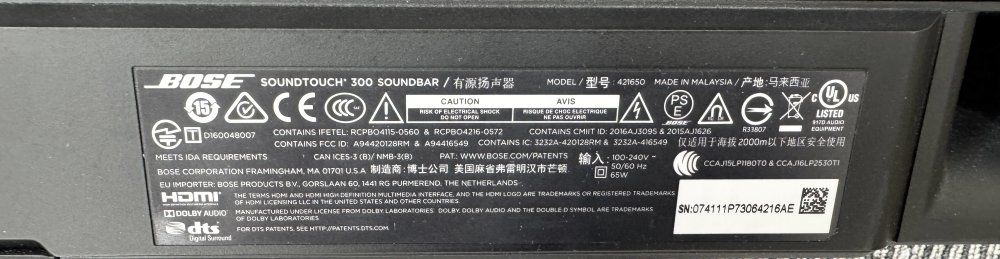 BOSE SOUNDTOUCH® 300 SOUNDBAR / 有源扬声器 MODEL / 型号: 421650 MADE IN MALAYSIA / 产地: 马来西亚
15 CE CCC CAUTION AVIS PSE BOSE R33807 C UL US LISTED
RISK OF ELECTRICAL SHOCK DO NOT OPEN RISQUE DE CHOC ELECTRIQUE NE PAS OUVRIR 917D AUDIO EQUIPMENT
T D160048007 CONTAINS IFETEL: RCPBO4115-0560 & RCPBO4216-0572 CONTAINS CMIIT ID: 2016AJ3095 & 2015AJ1626
CONTAINS FCC ID: A94420128RM & A94416549 CONTAINS IC: 3232A-420128RM & 3232A-416549 仅适用于海拔2000m以下地区安全使用
MEETS IDA REQUIREMENTS CAN ICES-3 (B)/ NMB-3(B) PAT.: WWW.BOSE.COM/PATENTS 输入: 100-240V~ 50/60 Hz 65W CCAJ15LP1180T0 & CCAJ16LP2530T1
BOSE CORPORATION FRAMINGHAM, MA 01701 U.S.A 制造商: 博士公司 美国麻省弗雷明汉市芒顿
EU IMPORTER: BOSE PRODUCTS B.V., GORSLAAN 60, 1441 RG PURMEREND, THE NETHERLANDS
HDMI THE TERMS HDMI AND HDMI HIGH DEFINITION MULTIMEDIA INTERFACE, AND THE HDMI LOGO ARE TRADEMARKS OR REGISTERED TRADEMARKS
OF HDMI LICENSING LLC IN THE UNITED STATES AND OTHER COUNTRIES.
DOLBY AUDIO MANUFACTURED UNDER LICENSE FROM DOLBY LABORATORIES. DOLBY, DOLBY AUDIO AND THE DOUBLE-D SYMBOL ARE TRADEMARKS
OF DOLBY LABORATORIES.
dts Digital Surround FOR DTS PATENTS, SEE HTTP://PATENTS.DTS.COM.
SN:074111P73064216AE